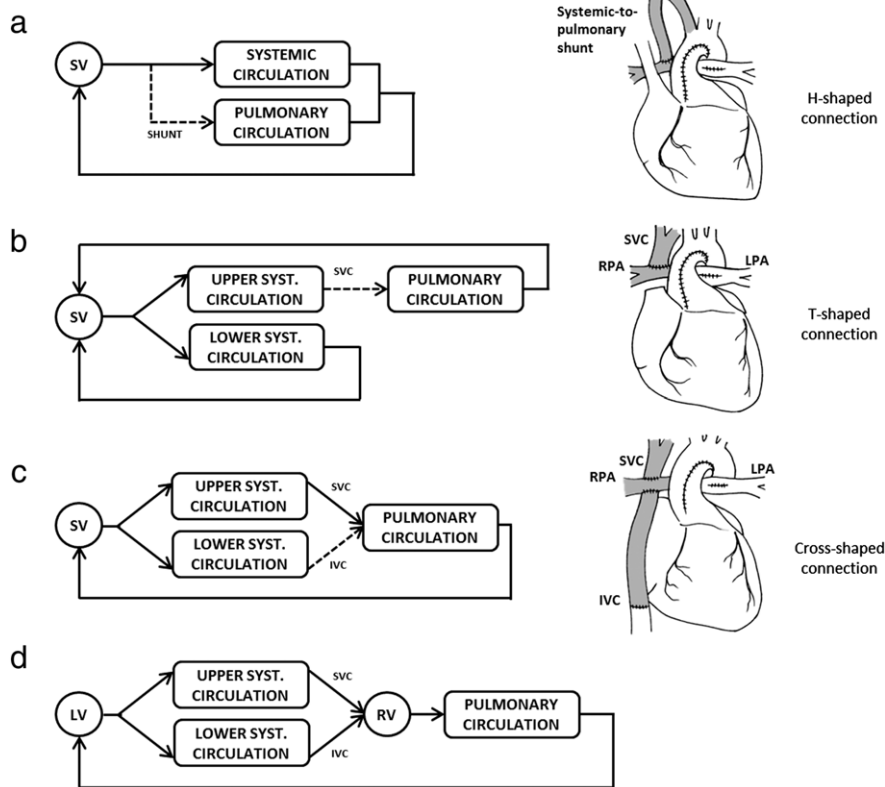 a
SV
SYSTEMIC
CIRCULATION
SHUNT
PULMONARY
CIRCULATION
Systemic-to-
pulmonary
shunt
H-shaped
connection
b
SV
UPPER SYST.
CIRCULATION
SVC
PULMONARY
CIRCULATION
LOWER SYST.
CIRCULATION
SVC
RPA
LPA
T-shaped
connection
c
SV
UPPER SYST.
CIRCULATION
SVC
PULMONARY
CIRCULATION
LOWER SYST.
CIRCULATION
IVC
SVC
RPA
LPA
IVC
Cross-shaped
connection
d
LV
UPPER SYST.
CIRCULATION
SVC
RV
PULMONARY
CIRCULATION
LOWER SYST.
CIRCULATION
IVC